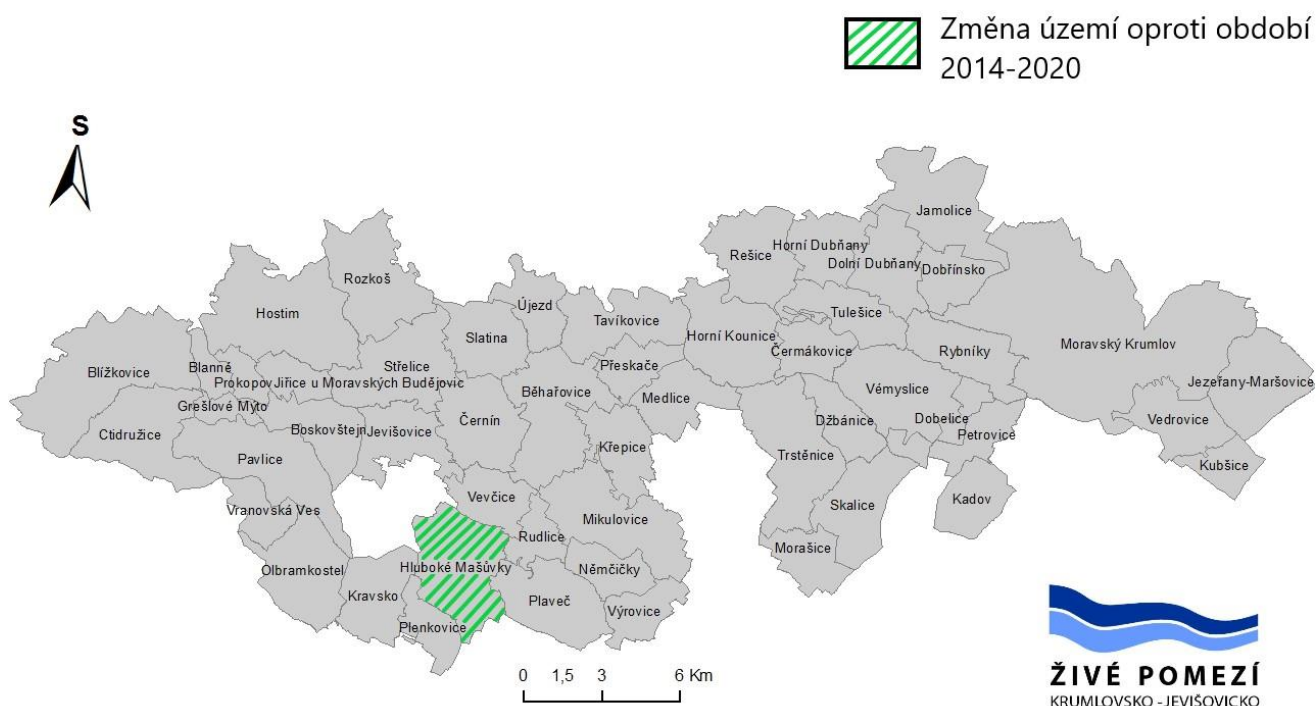 Změna území oproti období
2014-2020
S
Jamolice
Horní Dubňany
Rešice
Dolní Dubňany
Dobřínsko
Rozkoš
Újezd
Hostim
Tavíkovice
Tulešice
Slatina
Horní Kounice
Moravský Krumlov
Čermákovice
Rybníky
Střelice
Přeskače
Blanné
Blížkovice
Jezeřany-Maršovice
Prokopov
Jiřice u Moravských Budějovic
Běhařovice
Vémyslice
Medlice
Grešlové Mýto
Černín
Džbánice
Dobelice
Vedrovice
Boskovštejn
Jevišovice
Ctidružice
Petrovice
Křepice
Pavlice
Trstěnice
Kubšice
Vevčice
Kadov
Skalice
Vranovská Ves
Mikulovice
Rudlice
Morašice
Hluboké Mašůvky
Němčičky
Olbramkostel
Kravsko
Plaveč
Výrovice
Plenkovice
0 1,5 3 6 Km
ŽIVÉ POMEZÍ
KRUMLOVSKO - JEVIŠOVICKO